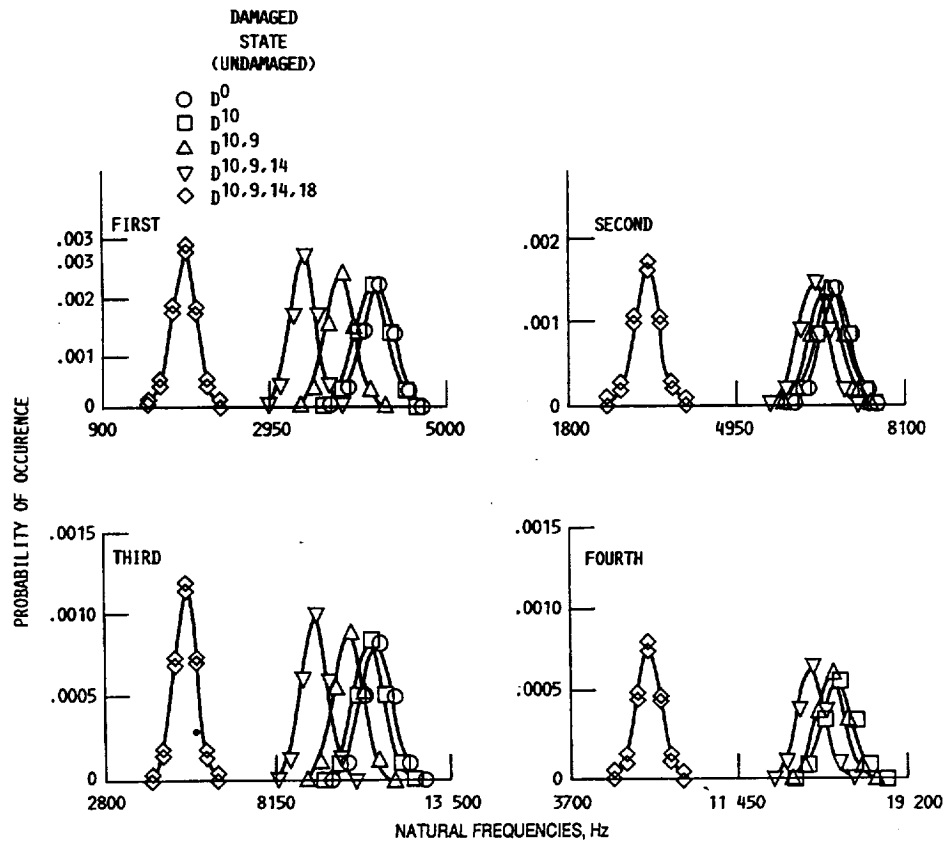 DAMAGED
STATE
(UNDAMAGED)
D0
D10
D10,9
D10,9,14
D10,9,14,18
FIRST
.003
.003
.002
.001
0
900
2950
5000
SECOND
.002
.001
0
1800
4950
8100
PROBABILITY OF OCCURENCE
THIRD
.0015
.0010
.0005
0
2800
8150
13 500
FOURTH
.0015
.0010
.0005
0
3700
11 450
19 200
NATURAL FREQUENCIES, Hz